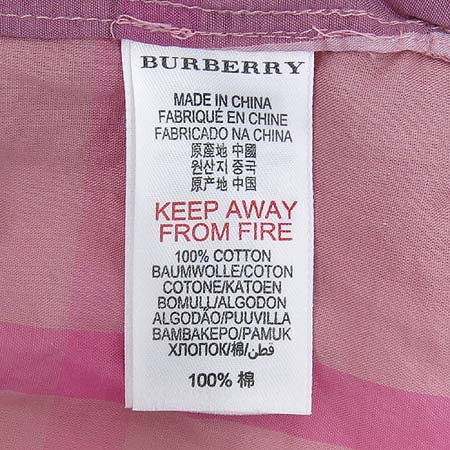 BURBERRY
MADE IN CHINA
FABRIQUÉ EN CHINE
FABRICADO NA CHINA
原產地 中國
원산지 중국
原产地 中国
KEEP AWAY
FROM FIRE
100% COTTON
BAUMWOLLE/COTON
COTONE/KATOEN
BOMULL/ALGODON
ALGODÃO/PUUVILLA
BAMBAKEPO/PAMUK
ХЛОПОК/棉/قطن
100% 棉